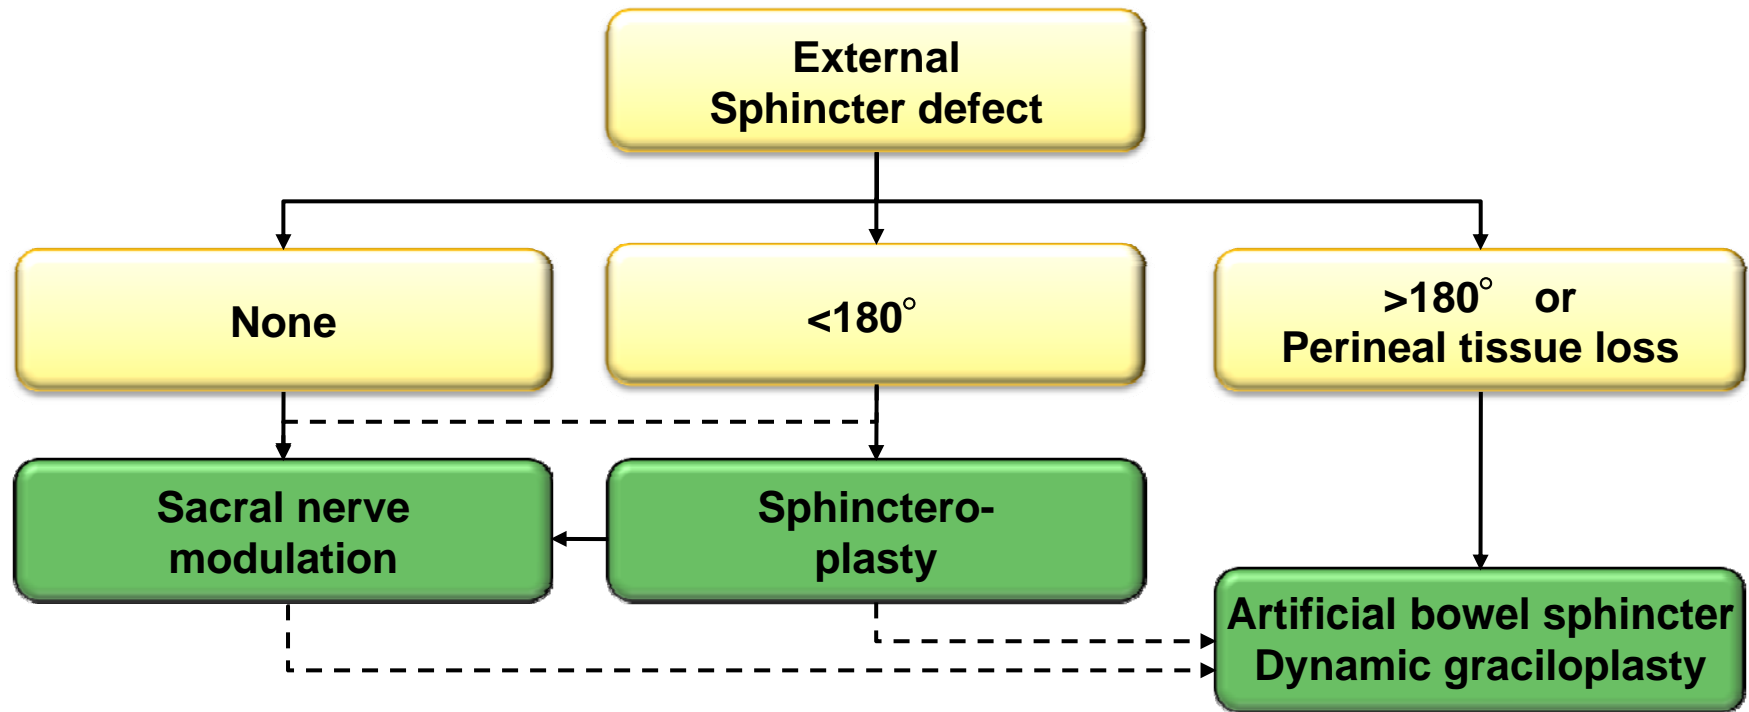 External
Sphincter defect
None
<180°
>180° or
Perineal tissue loss
Sacral nerve
modulation
Sphinctero-
plasty
Artificial bowel sphincter
Dynamic graciloplasty